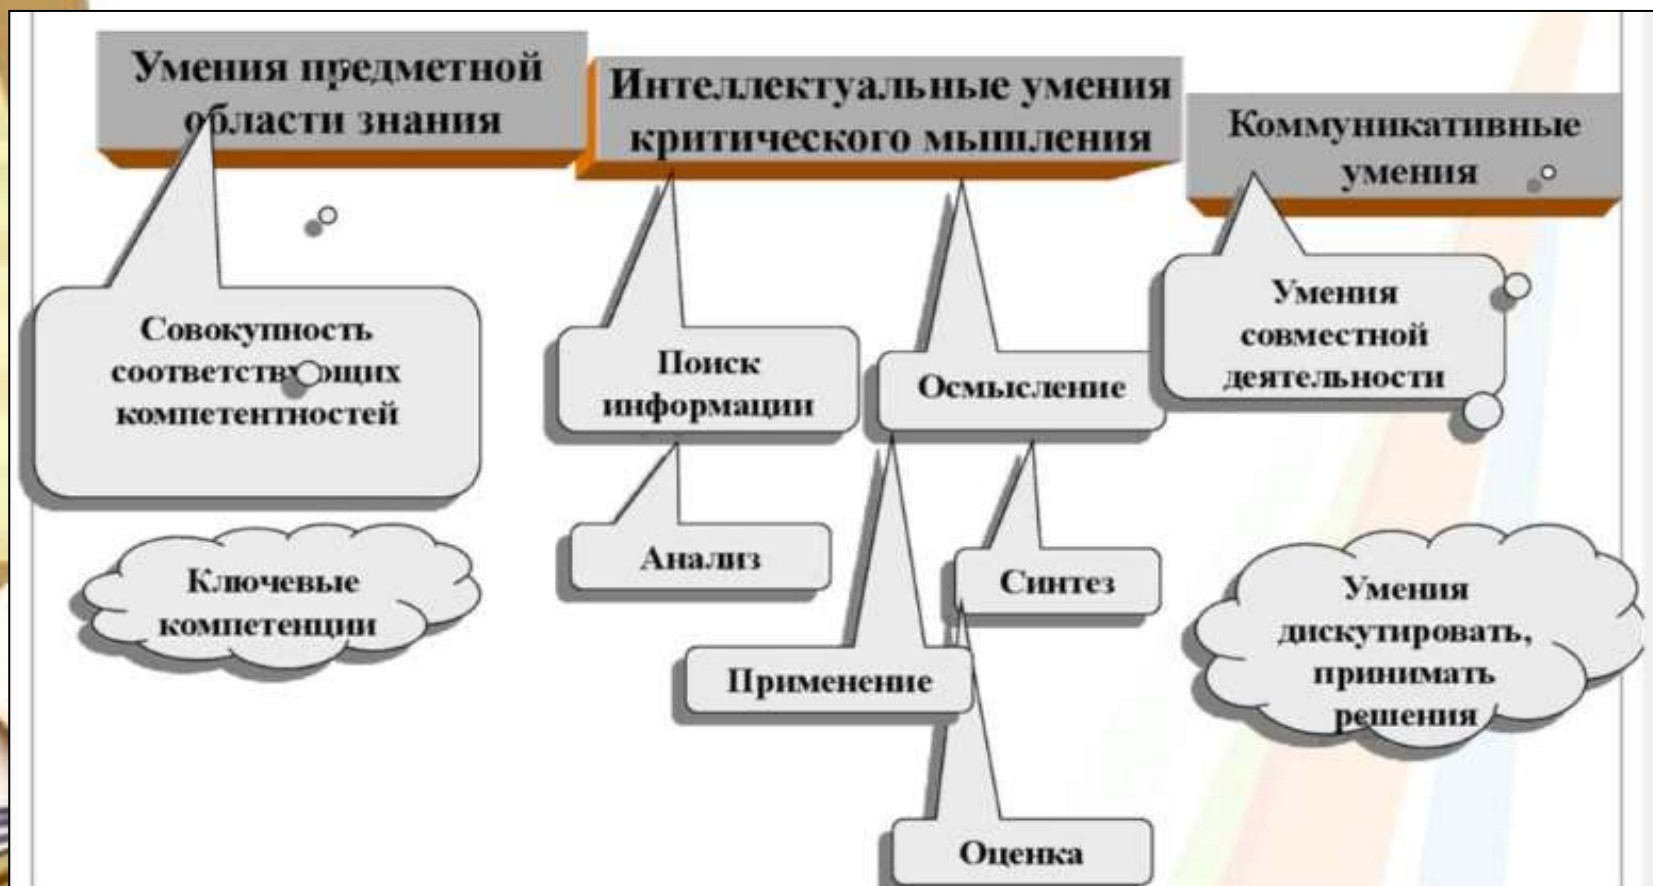 Умения предметной
области знания
Интеллектуальные умения
критического мышления
Коммуникативные
умения
Совокупность
соответствующих
компетентностей
Ключевые
компетенции
Поиск
информации
Осмысление
Анализ
Синтез
Применение
Оценка
Умения
совместной
деятельности
Умения
дискутировать,
принимать
решения